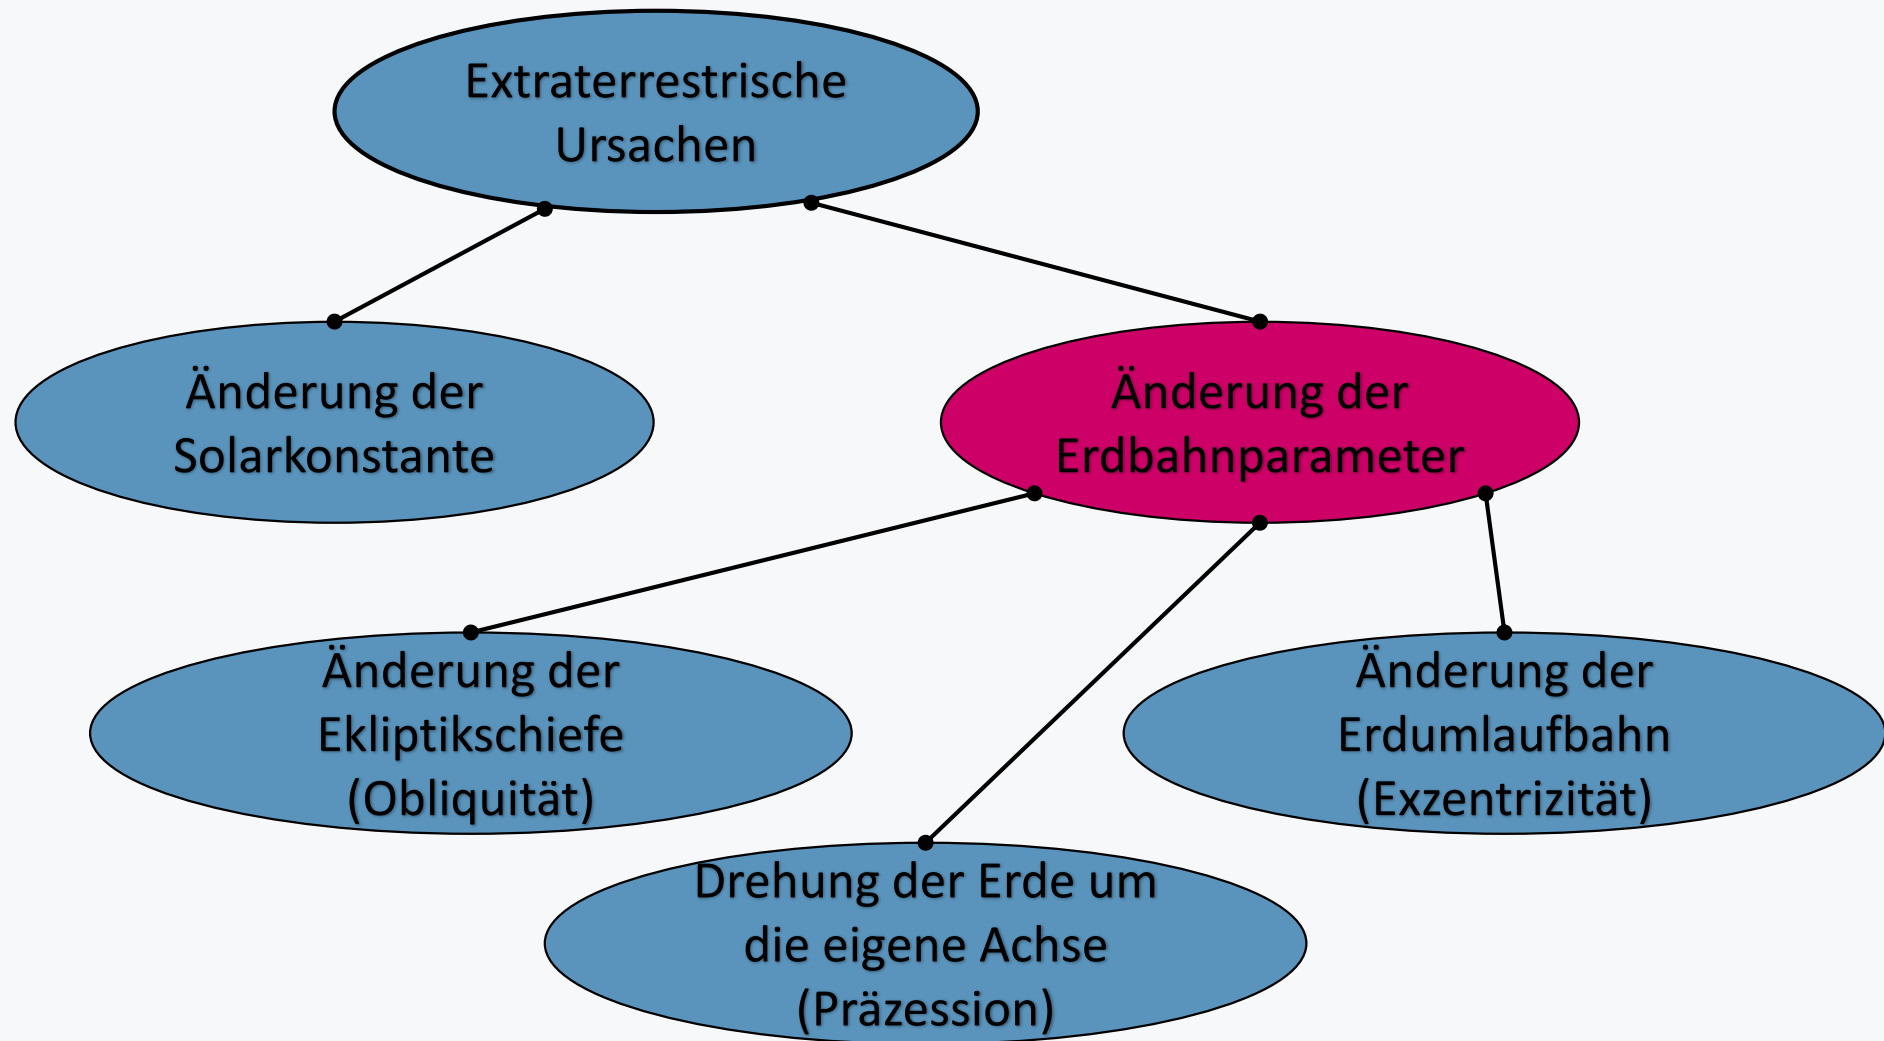 Extraterrestrische
Ursachen
Änderung der
Solarkonstante
Änderung der
Erdbahnparameter
Änderung der
Ekliptikschiefe
(Obliquität)
Änderung der
Erdumlaufbahn
(Exzentrizität)
Drehung der Erde um
die eigene Achse
(Präzession)